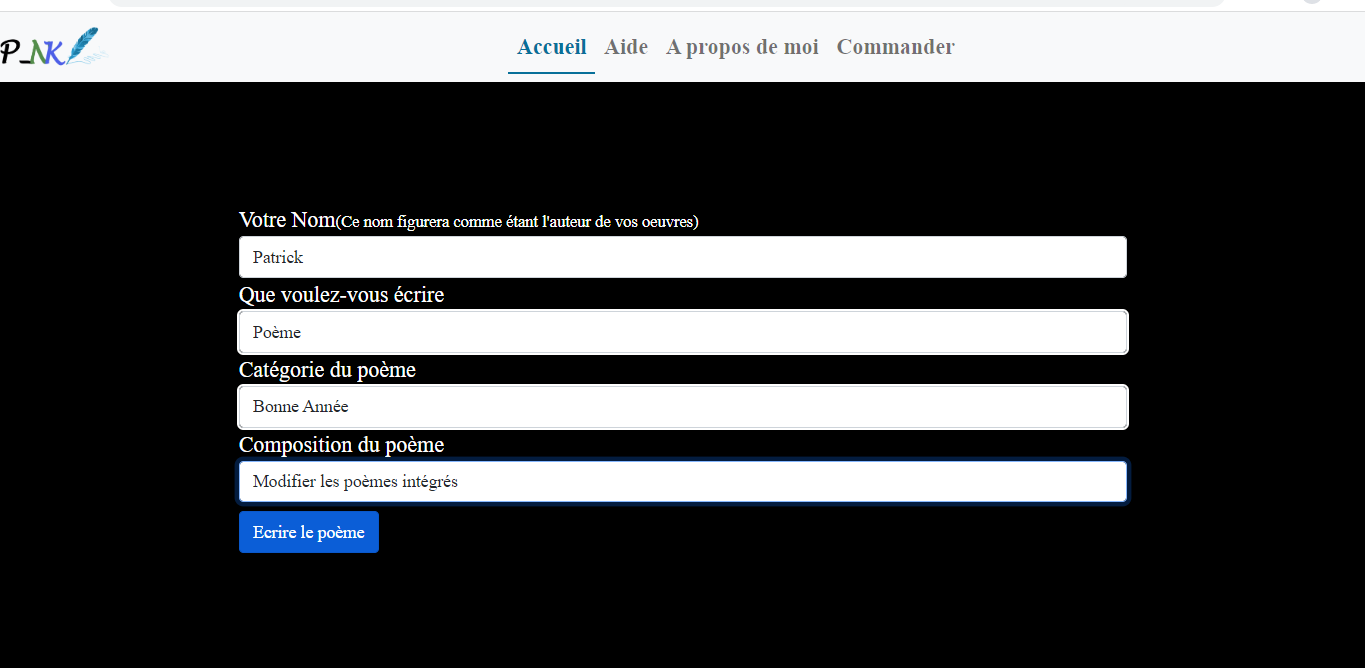 P_NK
Accueil Aide A propos de moi Commander
Votre Nom(Ce nom figurera comme étant l'auteur de vos oeuvres)
Patrick
Que voulez-vous écrire
Poème
Catégorie du poème
Bonne Année
Composition du poème
Modifier les poèmes intégrés
Ecrire le poème